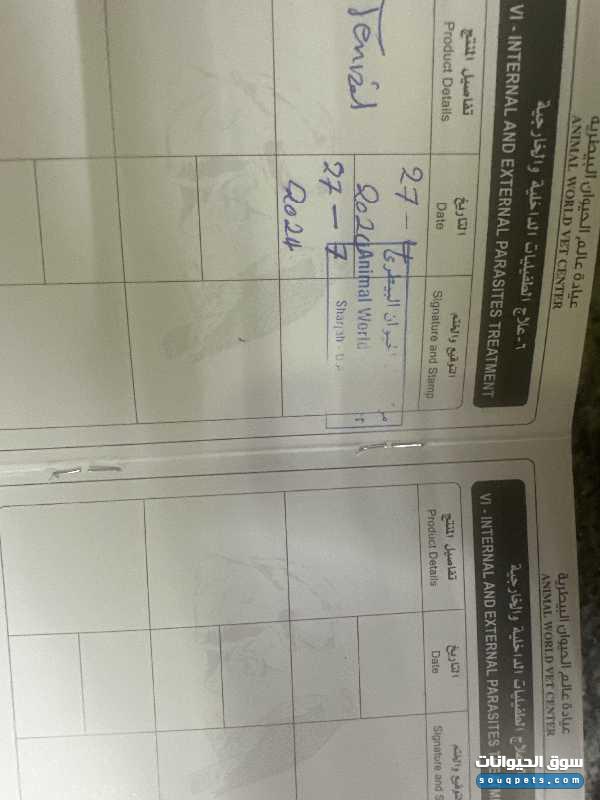 عيادة عالم الحيوان البيطرية
ANIMAL WORLD VET CENTER
٦- علاج الطفيليات الداخلية والخارجية
VI - INTERNAL AND EXTERNAL PARASITES TREATMENT
تفاصيل المنتج
Product Details
التاريخ
Date
التوقيع والختم
Signature and Stamp
27-
2024
27-7
2024
الحيوان البيطري
Animal World
Sharjah
عيادة عالم الحيوان البيطرية
ANIMAL WORLD VET CENTER
علاج الطفيليات الداخلية والخارجية
VI - INTERNAL AND EXTERNAL PARASITES
تفاصيل المنتج
Product Details
التاريخ
Date
التوقيع والختم
Signature and S
سوق الحيوانات
souqpets.com